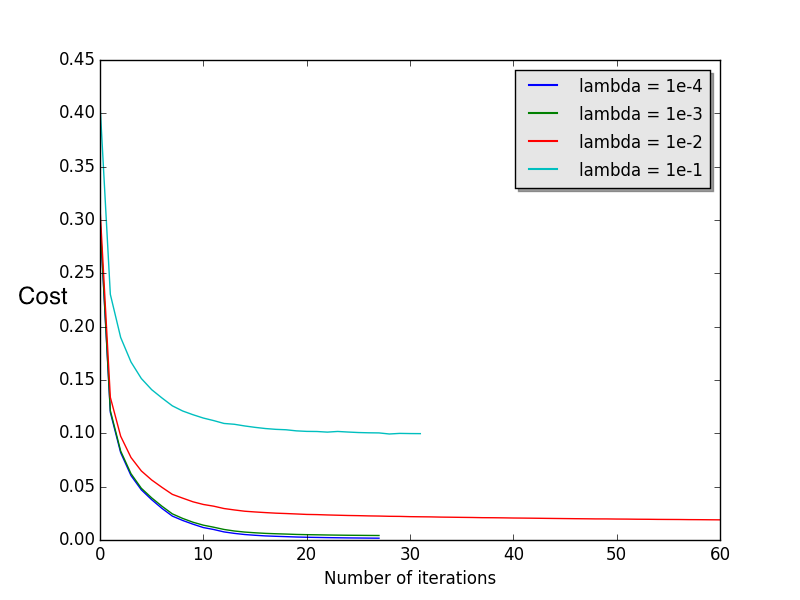 0.45
0.40
0.35
0.30
0.25
0.20
0.15
0.10
0.05
0.00
Cost
lambda = 1e-4
lambda = 1e-3
lambda = 1e-2
lambda = 1e-1
0 10 20 30 40 50 60
Number of iterations